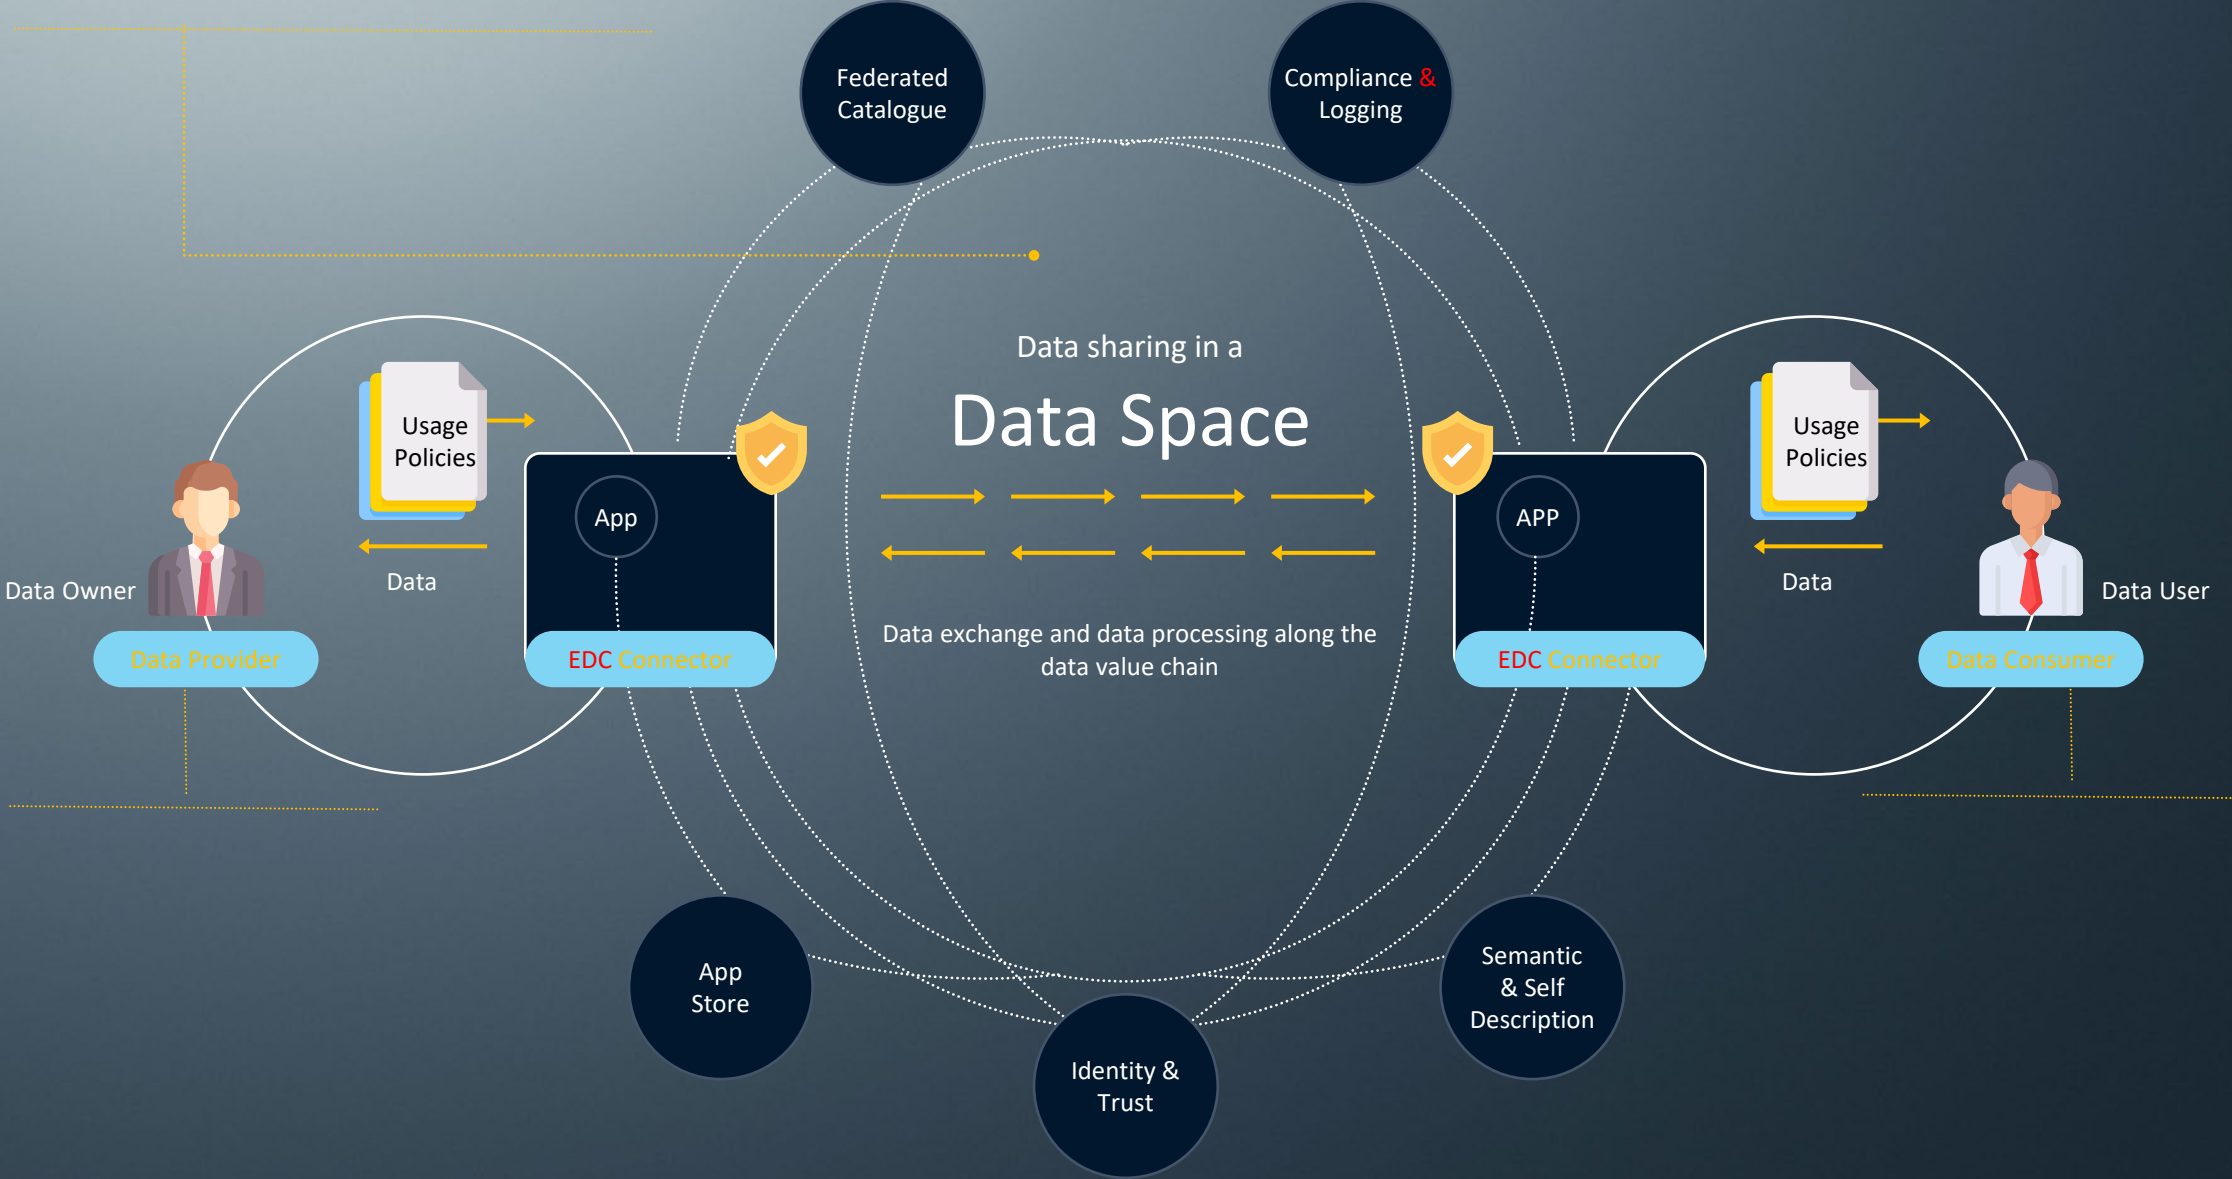 Federated
Catalogue
Compliance &
Logging
Data sharing in a
Data Space
Usage
Policies
Usage
Policies
App
APP
Data Owner
Data
Data
Data User
Data exchange and data processing along the
data value chain
Data Provider
EDC Connector
EDC Connector
Data Consumer
App
Store
Semantic
& Self
Description
Identity &
Trust